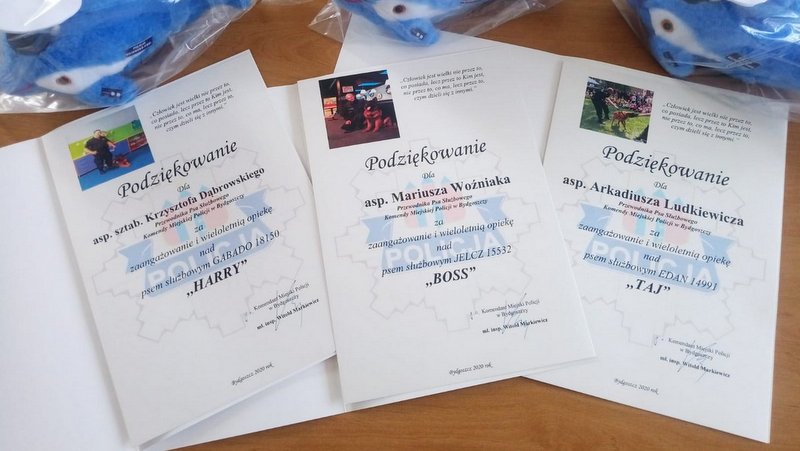 „Człowiek jest wielki nie przez to,
co posiada, lecz przez to Kim jest,
nie przez to, co ma, lecz przez to,
czym dzieli się z innymi.”
Podziękowanie
Dla
asp. sztab. Krzysztofa Dąbrowskiego
Przewodnika Psa Służbowego
Komendy Miejskiej Policji w Bydgoszczy
za
zaangażowanie i wieloletnią opiekę
nad
psem służbowym GABADO 18150
„HARRY”
POLICJA
Komendant Miejski Policji
w Bydgoszczy
mł. insp. Witold Markiewicz
Bydgoszcz 2020 rok
„Człowiek jest wielki nie przez to,
co posiada, lecz przez to Kim jest,
nie przez to, co ma, lecz przez to,
czym dzieli się z innymi.”
Podziękowanie
Dla
asp. Mariusza Woźniaka
Przewodnika Psa Służbowego
Komendy Miejskiej Policji w Bydgoszczy
za
zaangażowanie i wieloletnią opiekę
nad
psem służbowym JELCZ 15532
„BOSS”
POLICJA
Komendant Miejski Policji
w Bydgoszczy
mł. insp. Witold Markiewicz
Bydgoszcz 2020 rok
„Człowiek jest wielki nie przez to,
co posiada, lecz przez to Kim jest,
nie przez to, co ma, lecz przez to,
czym dzieli się z innymi.”
Podziękowanie
Dla
asp. Arkadiusza Ludkiewicza
Przewodnika Psa Służbowego
Komendy Miejskiej Policji w Bydgoszczy
za
zaangażowanie i wieloletnią opiekę
nad
psem służbowym EDAN 14991
„TAJ”
POLICJA
Komendant Miejski Policji
w Bydgoszczy
mł. insp. Witold Markiewicz
Bydgoszcz 2020 rok